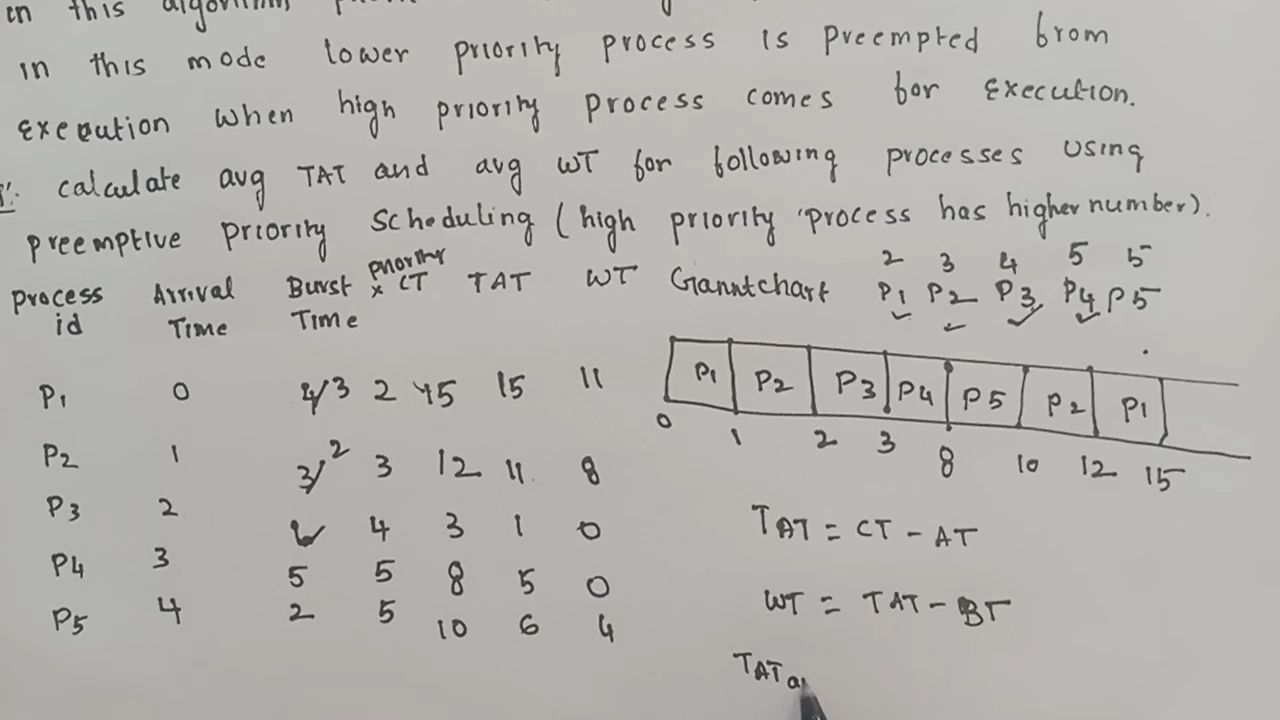 in this algorithm
in this mode lower priority process is preempted from
execution when high priority process comes for execution.
calculate avg TAT and avg WT for following processes using
preemptive priority scheduling (high priority process has higher number).
Process id Arrival Time Burst Time priority CT TAT WT
P1 0 4 3 2 15 15 11
P2 1 3 2 3 12 11 8
P3 2 4 3 1 0
P4 3 5 5 8 5 0
P5 4 2 5 10 6 4
Ganntchart
2 3 4 5 5
P1 P2 P3 P4 P5
P1 P2 P3 P4 P5 P2 P1
0 1 2 3 8 10 12 15
TAT = CT - AT
WT = TAT - BT
TAT